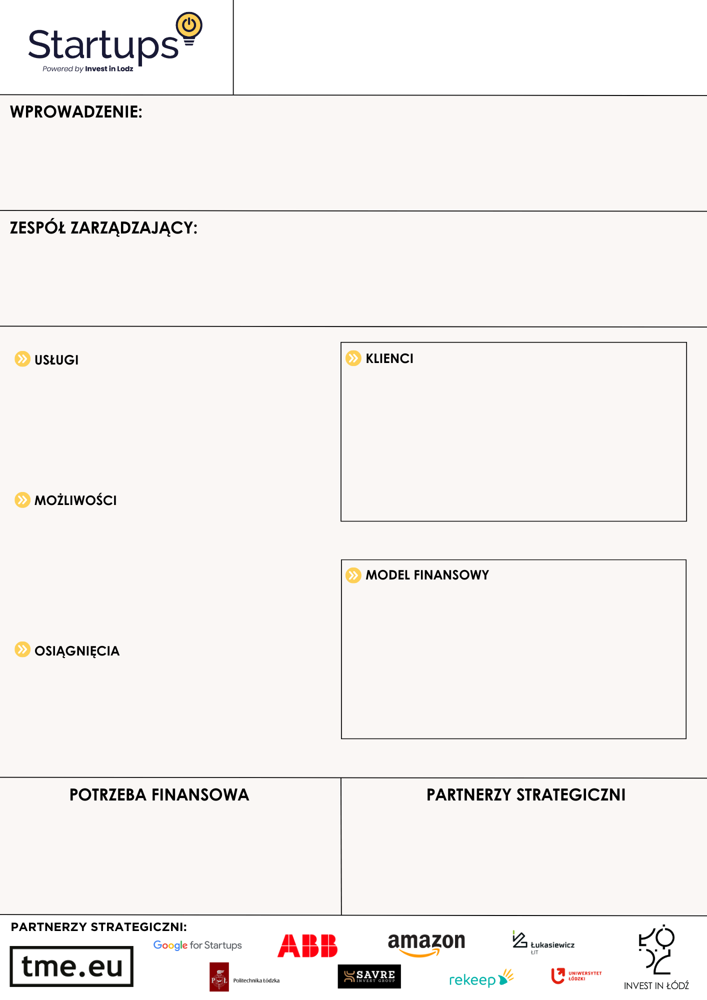 Startups
Powered by Invest in Lodz
WPROWADZENIE:
ZESPÓŁ ZARZĄDZAJĄCY:
USŁUGI
KLIENCI
MOŻLIWOŚCI
MODEL FINANSOWY
OSIĄGNIĘCIA
POTRZEBA FINANSOWA
PARTNERZY STRATEGICZNI
PARTNERZY STRATEGICZNI:
tme.eu
Google for Startups
ABB
amazon
Łukasiewicz
ŁIT
P Ł
Politechnika Łódzka
SAVRE
INVEST GROUP
rekeep
UNIWERSYTET
ŁÓDZKI
ŁÓDŹ
INVEST IN ŁÓDŹ